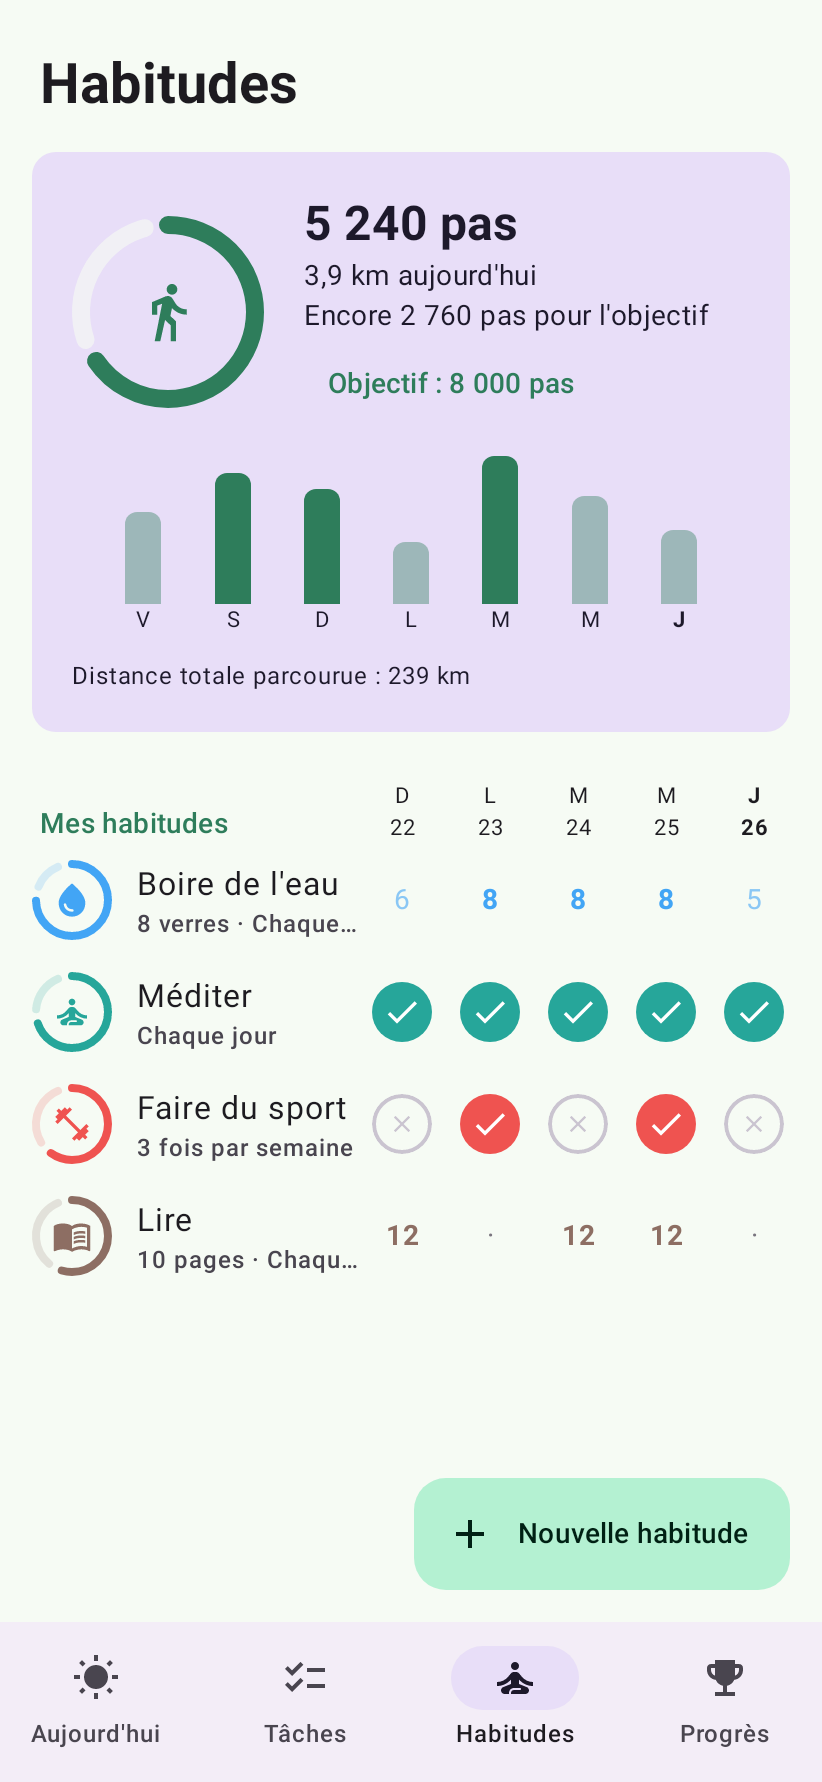 Habitudes
5 240 pas
3,9 km aujourd'hui
Encore 2 760 pas pour l'objectif
Objectif : 8 000 pas
V S D L M M J
Distance totale parcourue : 239 km
D L M M J
Mes habitudes 22 23 24 25 26
Boire de l'eau
8 verres · Chaque…
6 8 8 8 5
Méditer
Chaque jour
Faire du sport
3 fois par semaine
Lire
10 pages · Chaqu…
12 · 12 12 ·
Nouvelle habitude
Aujourd'hui Tâches Habitudes Progrès